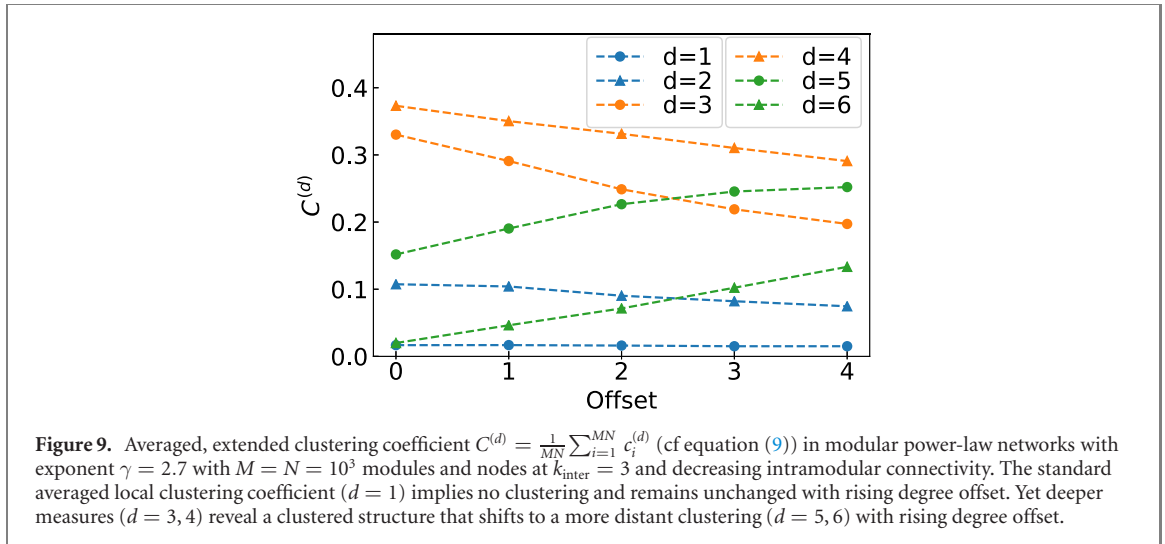 d=1
d=2
d=3
d=4
d=5
d=6
0.4
0.3
0.2
0.1
0.0
C^{(d)}
0 1 2 3 4
Offset
Figure 9. Averaged, extended clustering coefficient C^{(d)} = \frac{1}{MN} \sum_{i=1}^{MN} c_i^{(d)} (cf equation (9)) in modular power-law networks with
exponent γ = 2.7 with M = N = 10^3 modules and nodes at k_{inter} = 3 and decreasing intramodular connectivity. The standard
averaged local clustering coefficient (d = 1) implies no clustering and remains unchanged with rising degree offset. Yet deeper
measures (d = 3, 4) reveal a clustered structure that shifts to a more distant clustering (d = 5, 6) with rising degree offset.